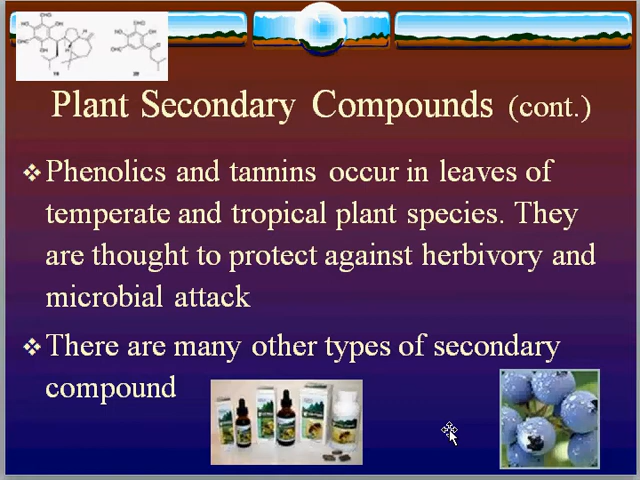 Plant Secondary Compounds (cont.)
Phenolics and tannins occur in leaves of
temperate and tropical plant species. They
are thought to protect against herbivory and
microbial attack
There are many other types of secondary
compound